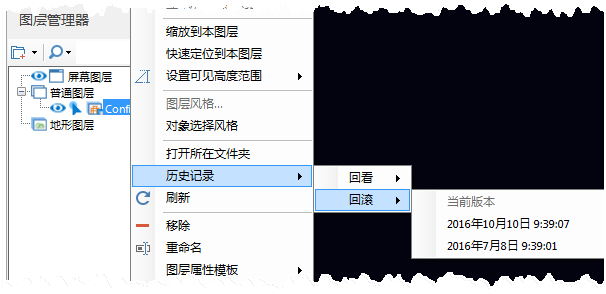 图层管理器
屏幕图层
普通图层
Confi
地形图层
缩放到本图层
快速定位到本图层
设置可见高度范围
图层风格...
对象选择风格
打开所在文件夹
历史记录
刷新
移除
重命名
图层属性模板
回看
回滚
当前版本
2016年10月10日 9:39:07
2016年7月8日 9:39:01